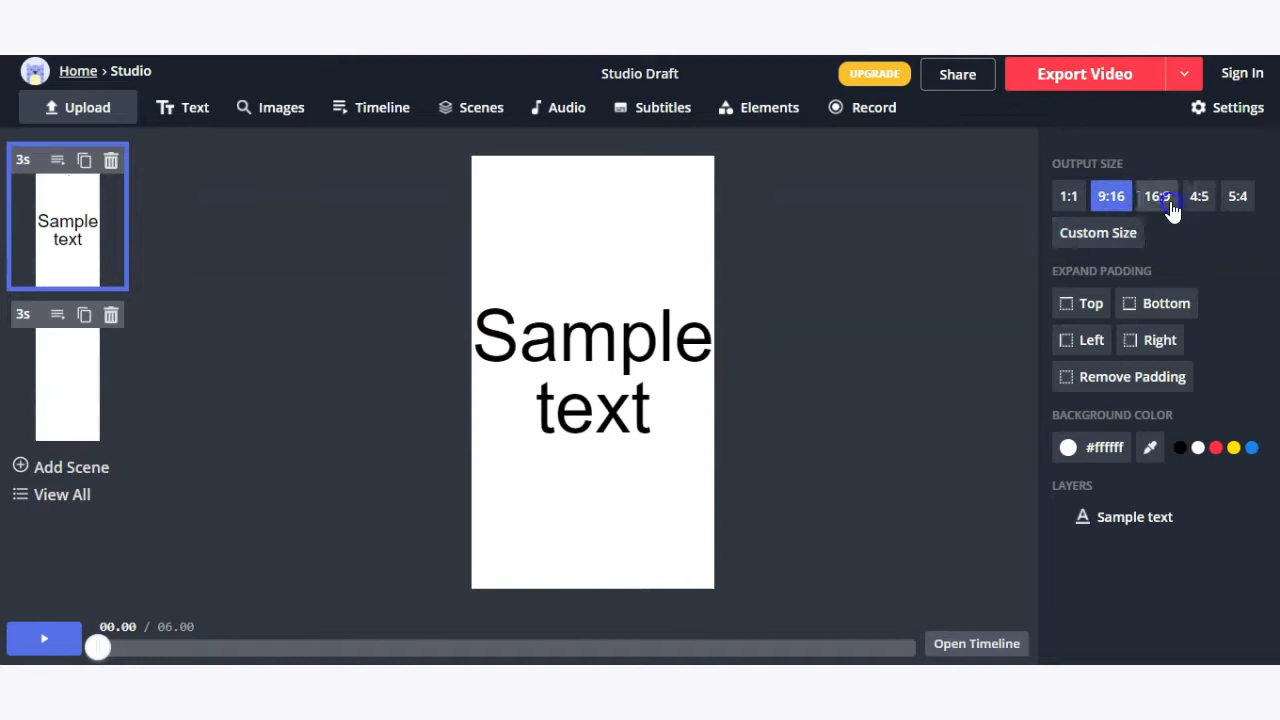 Home › Studio
Studio Draft
UPGRADE
Share
Export Video
Sign In
Upload
Text
Images
Timeline
Scenes
Audio
Subtitles
Elements
Record
Settings
3s
Sample
text
3s
Add Scene
View All
Sample
text
OUTPUT SIZE
1:1
9:16
16:9
4:5
5:4
Custom Size
EXPAND PADDING
Top
Bottom
Left
Right
Remove Padding
BACKGROUND COLOR
#ffffff
LAYERS
Sample text
00.00 / 06.00
Open Timeline